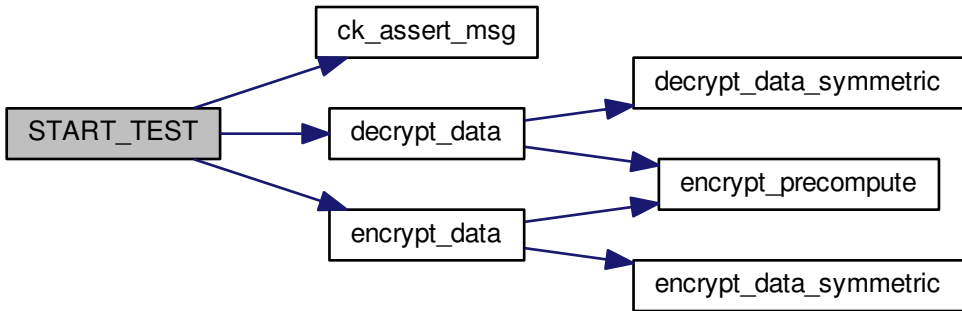 ck_assert_msg
decrypt_data_symmetric
START_TEST
decrypt_data
encrypt_precompute
encrypt_data
encrypt_data_symmetric